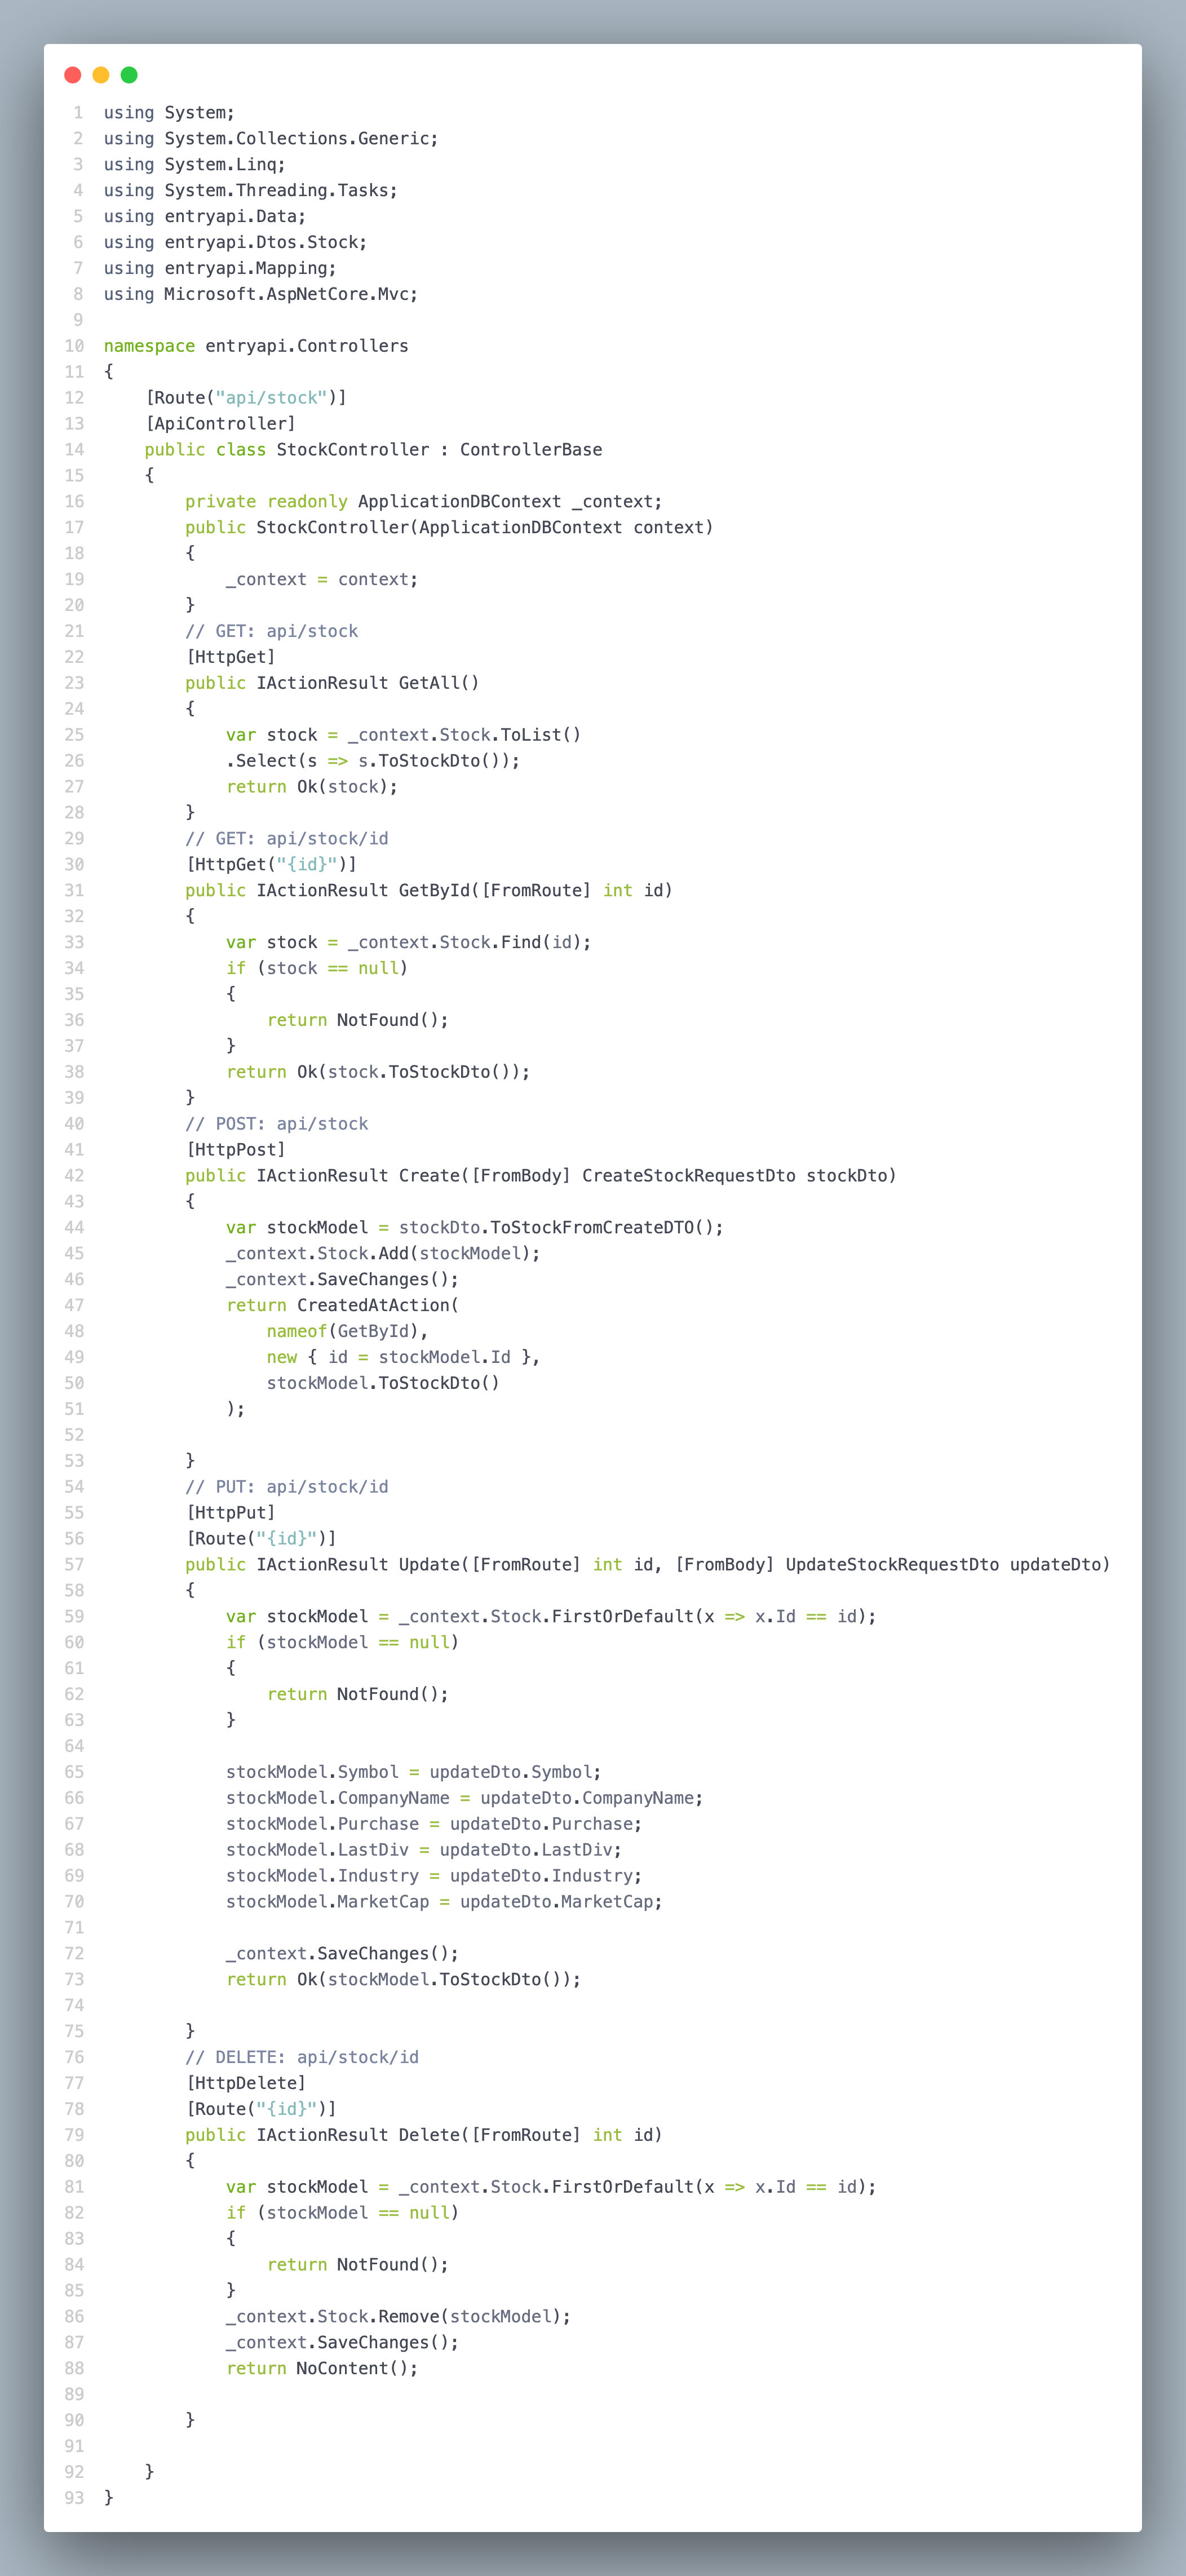 1 using System;
2 using System.Collections.Generic;
3 using System.Linq;
4 using System.Threading.Tasks;
5 using entryapi.Data;
6 using entryapi.Dtos.Stock;
7 using entryapi.Mapping;
8 using Microsoft.AspNetCore.Mvc;
9
10 namespace entryapi.Controllers
11 {
12     [Route("api/stock")]
13     [ApiController]
14     public class StockController : ControllerBase
15     {
16         private readonly ApplicationDBContext _context;
17         public StockController(ApplicationDBContext context)
18         {
19             _context = context;
20         }
21         // GET: api/stock
22         [HttpGet]
23         public IActionResult GetAll()
24         {
25             var stock = _context.Stock.ToList()
26             .Select(s => s.ToStockDto());
27             return Ok(stock);
28         }
29         // GET: api/stock/id
30         [HttpGet("{id}")]
31         public IActionResult GetById([FromRoute] int id)
32         {
33             var stock = _context.Stock.Find(id);
34             if (stock == null)
35             {
36                 return NotFound();
37             }
38             return Ok(stock.ToStockDto());
39         }
40         // POST: api/stock
41         [HttpPost]
42         public IActionResult Create([FromBody] CreateStockRequestDto stockDto)
43         {
44             var stockModel = stockDto.ToStockFromCreateDTO();
45             _context.Stock.Add(stockModel);
46             _context.SaveChanges();
47             return CreatedAtAction(
48                 nameof(GetById),
49                 new { id = stockModel.Id },
50                 stockModel.ToStockDto()
51             );
52
53         }
54         // PUT: api/stock/id
55         [HttpPut]
56         [Route("{id}")]
57         public IActionResult Update([FromRoute] int id, [FromBody] UpdateStockRequestDto updateDto)
58         {
59             var stockModel = _context.Stock.FirstOrDefault(x => x.Id == id);
60             if (stockModel == null)
61             {
62                 return NotFound();
63             }
64
65             stockModel.Symbol = updateDto.Symbol;
66             stockModel.CompanyName = updateDto.CompanyName;
67             stockModel.Purchase = updateDto.Purchase;
68             stockModel.LastDiv = updateDto.LastDiv;
69             stockModel.Industry = updateDto.Industry;
70             stockModel.MarketCap = updateDto.MarketCap;
71
72             _context.SaveChanges();
73             return Ok(stockModel.ToStockDto());
74
75         }
76         // DELETE: api/stock/id
77         [HttpDelete]
78         [Route("{id}")]
79         public IActionResult Delete([FromRoute] int id)
80         {
81             var stockModel = _context.Stock.FirstOrDefault(x => x.Id == id);
82             if (stockModel == null)
83             {
84                 return NotFound();
85             }
86             _context.Stock.Remove(stockModel);
87             _context.SaveChanges();
88             return NoContent();
89
90         }
91
92     }
93 }